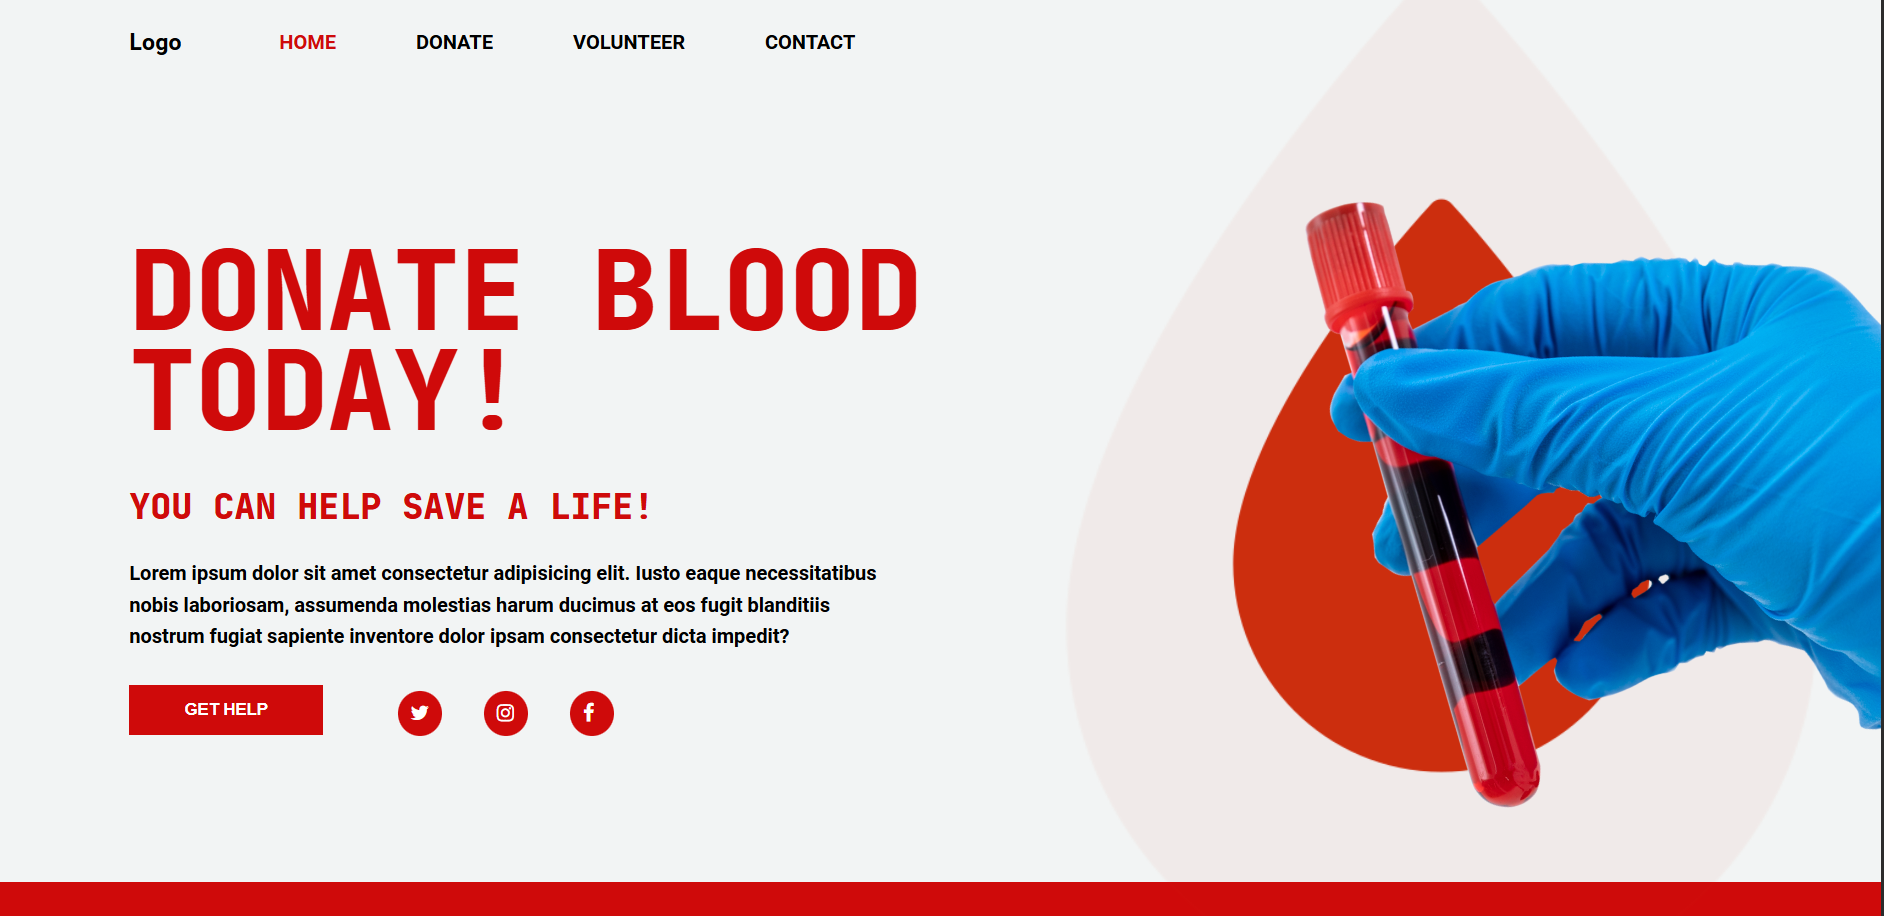 Logo
HOME
DONATE
VOLUNTEER
CONTACT
DONATE BLOOD
TODAY!
YOU CAN HELP SAVE A LIFE!
Lorem ipsum dolor sit amet consectetur adipisicing elit. Iusto eaque necessitatibus
nobis laboriosam, assumenda molestias harum ducimus at eos fugit blanditiis
nostrum fugiat sapiente inventore dolor ipsam consectetur dicta impedit?
GET HELP